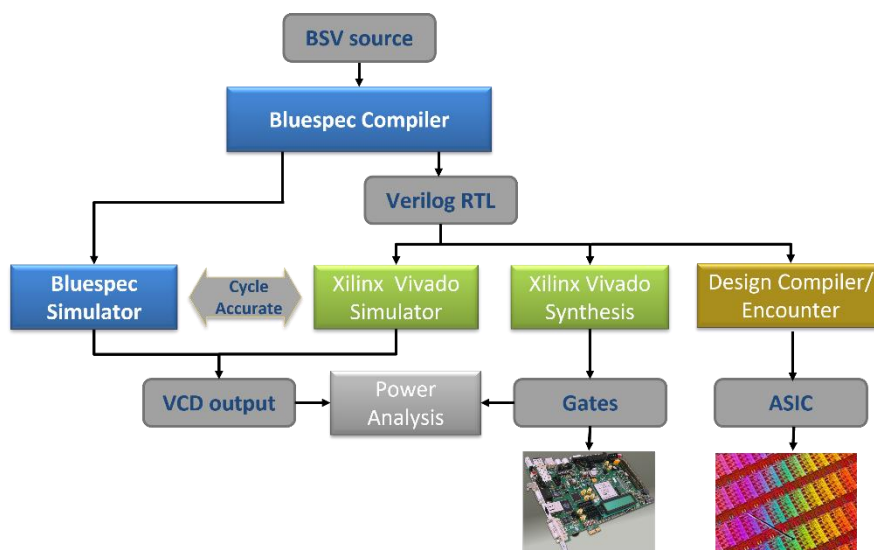 BSV source
Bluespec Compiler
Verilog RTL
Bluespec
Simulator
Cycle
Accurate
Xilinx Vivado
Simulator
Xilinx Vivado
Synthesis
Design Compiler/
Encounter
VCD output
Power
Analysis
Gates
ASIC